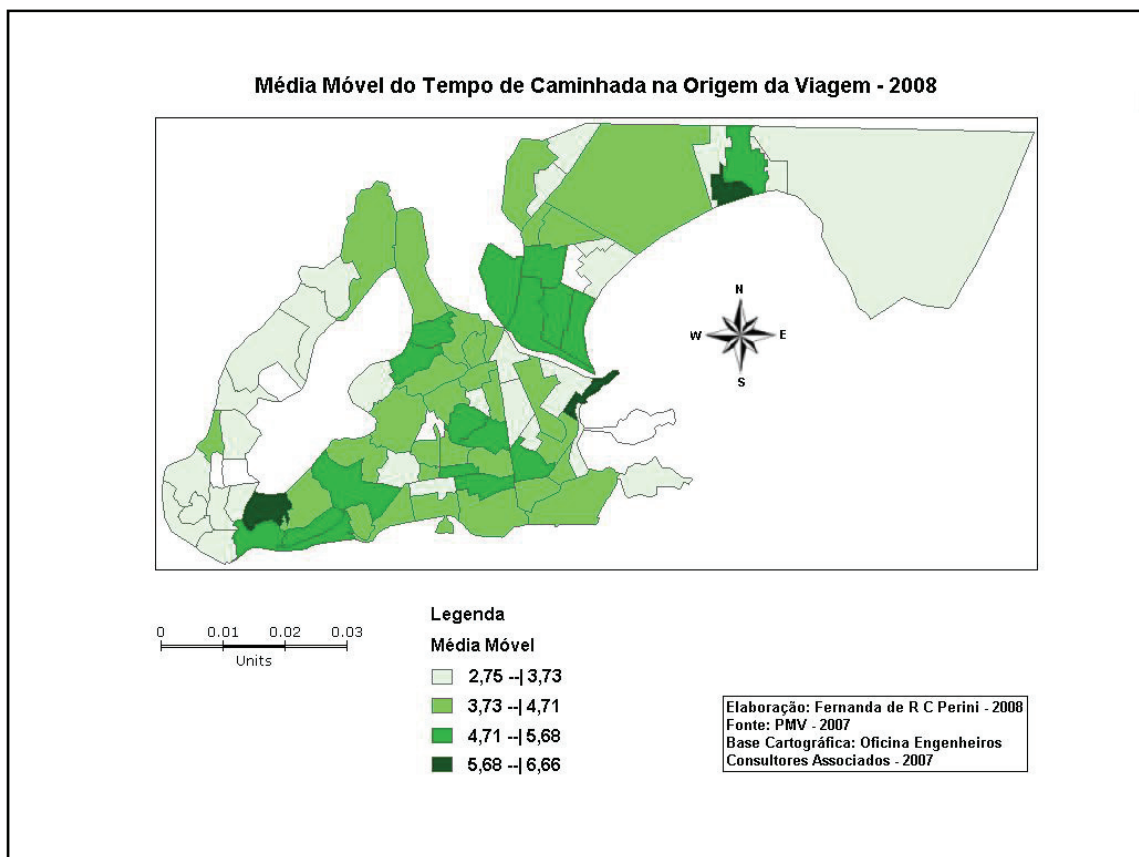 Média Móvel do Tempo de Caminhada na Origem da Viagem - 2008
N
W E
S
0 0.01 0.02 0.03
Units
Legenda
Média Móvel
2,75 --| 3,73
3,73 --| 4,71
4,71 --| 5,68
5,68 --| 6,66
Elaboração: Fernanda de R C Perini - 2008
Fonte: PMV - 2007
Base Cartográfica: Oficina Engenheiros
Consultores Associados - 2007